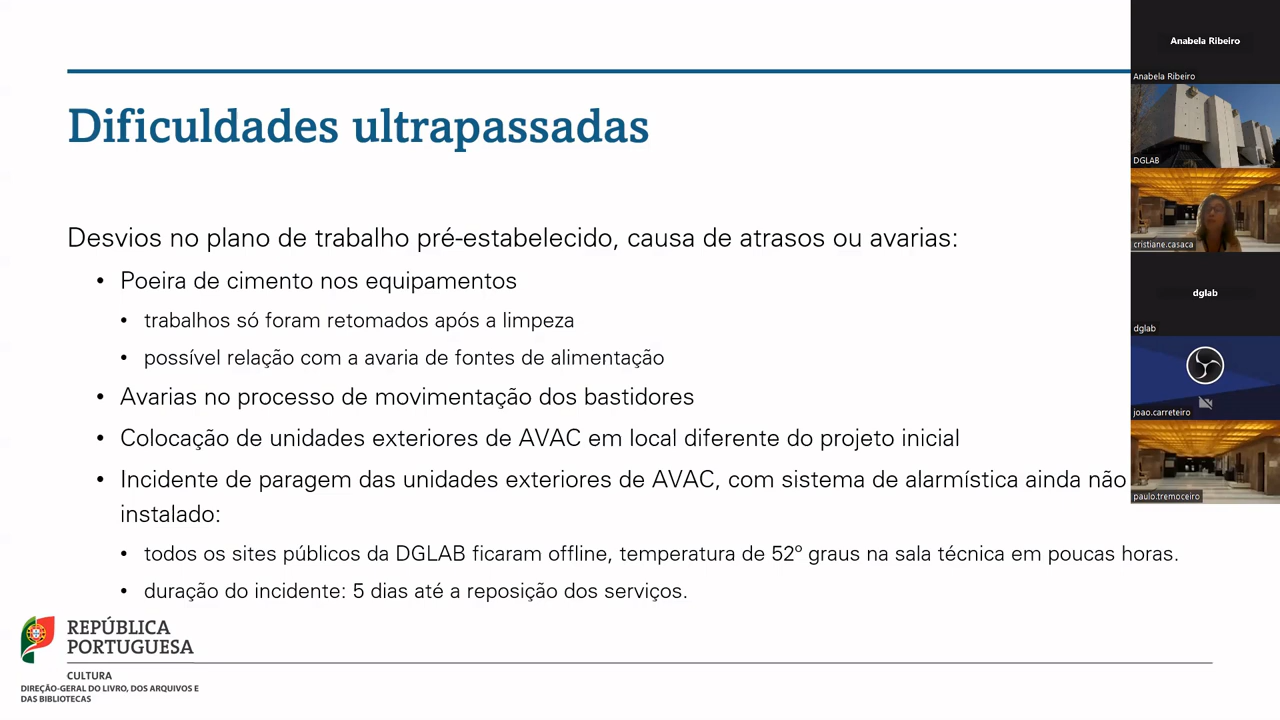 Dificuldades ultrapassadas
Desvios no plano de trabalho pré-estabelecido, causa de atrasos ou avarias:
• Poeira de cimento nos equipamentos
• trabalhos só foram retomados após a limpeza
• possível relação com a avaria de fontes de alimentação
• Avarias no processo de movimentação dos bastidores
• Colocação de unidades exteriores de AVAC em local diferente do projeto inicial
• Incidente de paragem das unidades exteriores de AVAC, com sistema de alarmística ainda não
instalado:
• todos os sites públicos da DGLAB ficaram offline, temperatura de 52º graus na sala técnica em poucas horas.
• duração do incidente: 5 dias até a reposição dos serviços.
REPÚBLICA
PORTUGUESA
CULTURA
DIREÇÃO-GERAL DO LIVRO, DOS ARQUIVOS E
DAS BIBLIOTECAS
Anabela Ribeiro
Anabela Ribeiro
DGLAB
cristiane.casaca
dglab
dglab
joao.carreteiro
paulo.tremoceiro